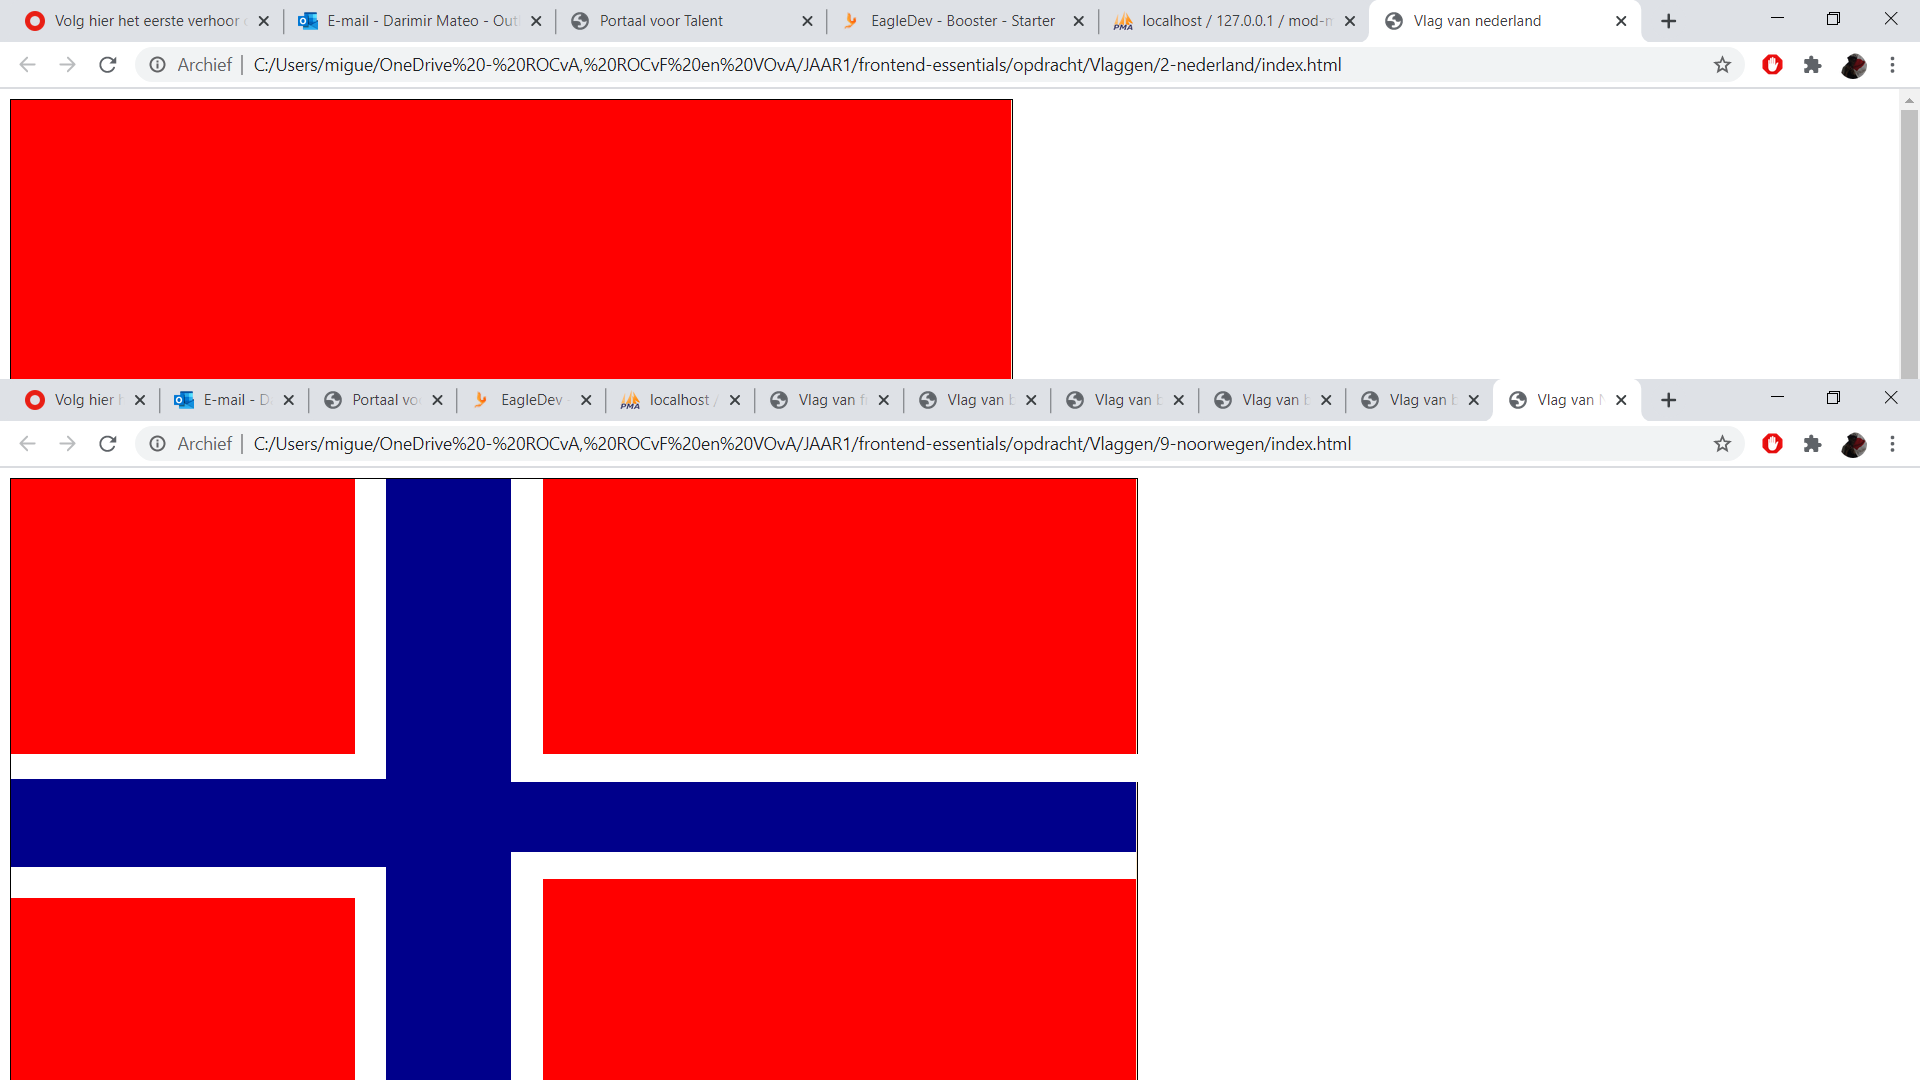 Volg hier het eerste verhoor E-mail - Darimir Mateo - Out Portaal voor Talent EagleDev - Booster - Starter PMA localhost / 127.0.0.1 / mod-m Vlag van nederland
Archief | C:/Users/migue/OneDrive%20-%20ROCvA,%20ROCvF%20en%20VOvA/JAAR1/frontend-essentials/opdracht/Vlaggen/2-nederland/index.html
Volg hier h E-mail - D Portaal vo EagleDev - PMA localhost / Vlag van f Vlag van b Vlag van b Vlag van b Vlag van b Vlag van N
Archief | C:/Users/migue/OneDrive%20-%20ROCvA,%20ROCvF%20en%20VOvA/JAAR1/frontend-essentials/opdracht/Vlaggen/9-noorwegen/index.html